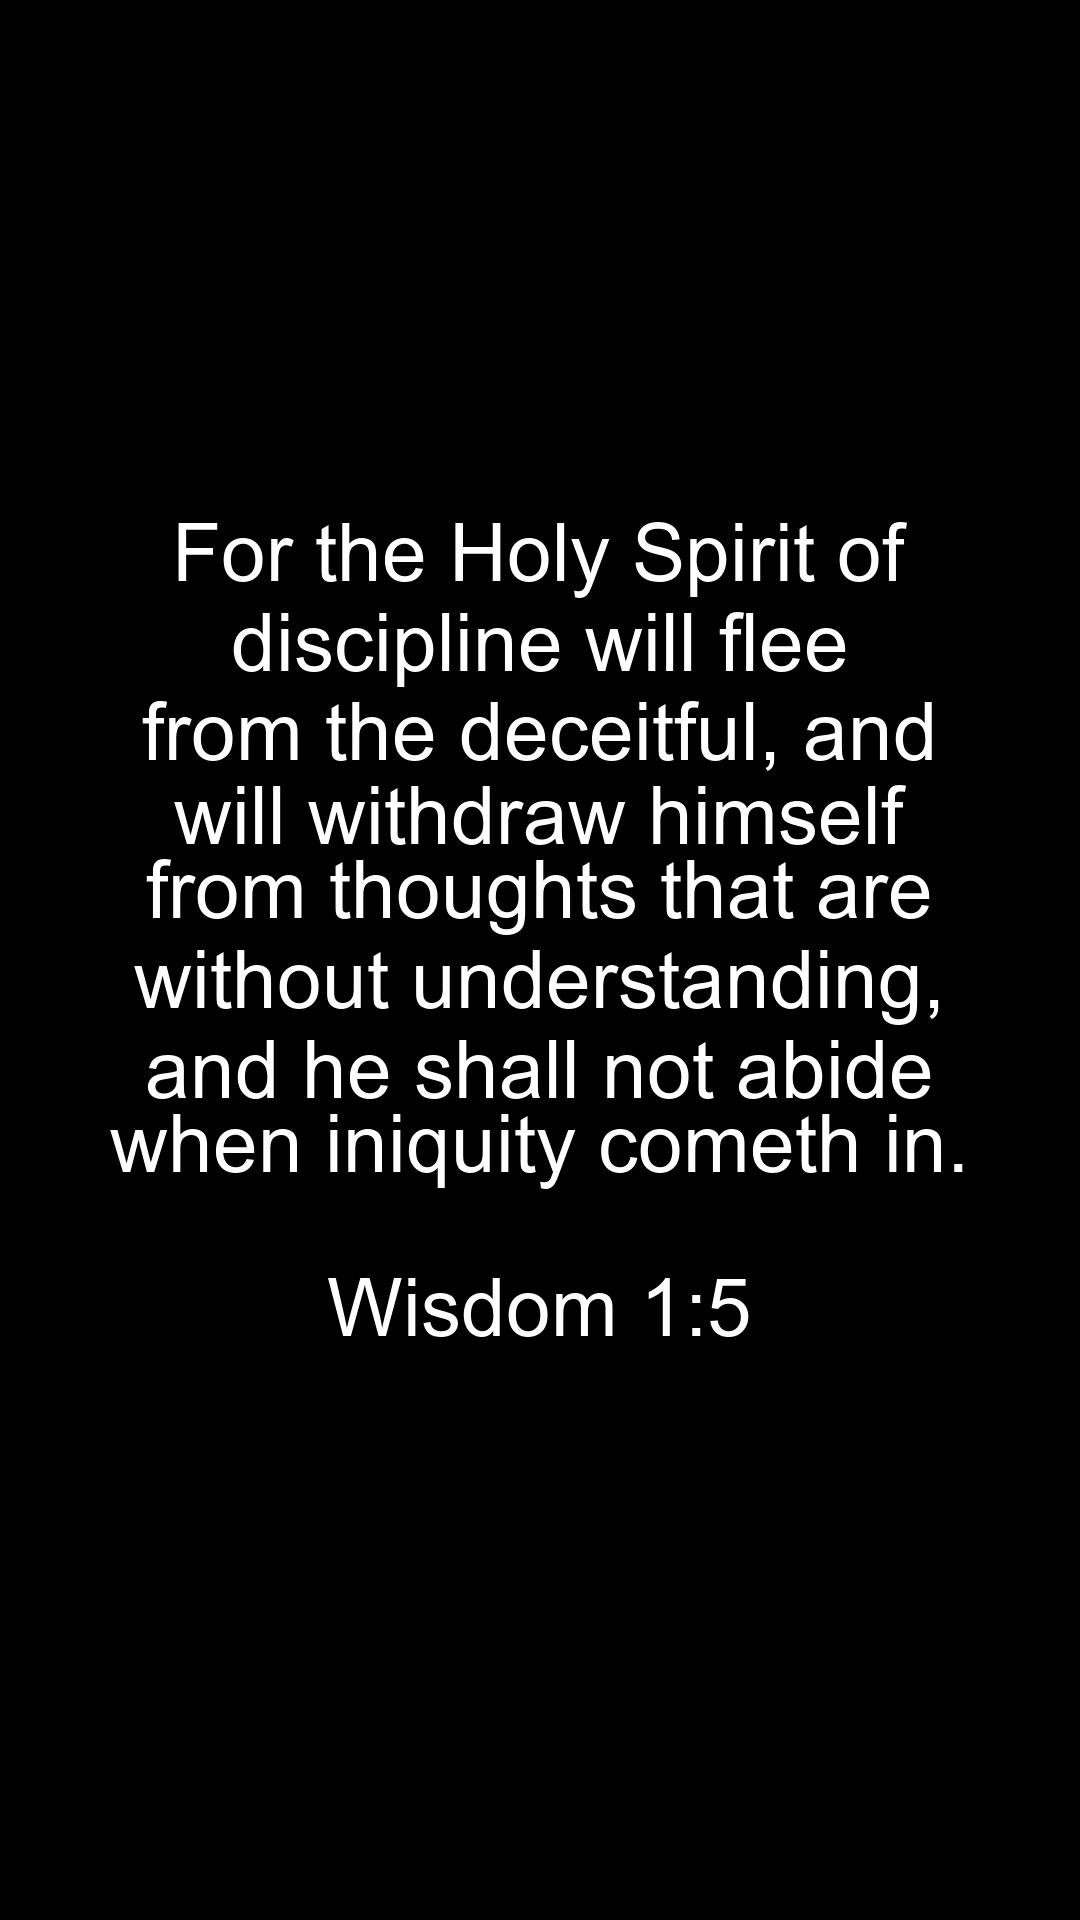 For the Holy Spirit of
discipline will flee
from the deceitful, and
will withdraw himself
from thoughts that are
without understanding,
and he shall not abide
when iniquity cometh in.
Wisdom 1:5